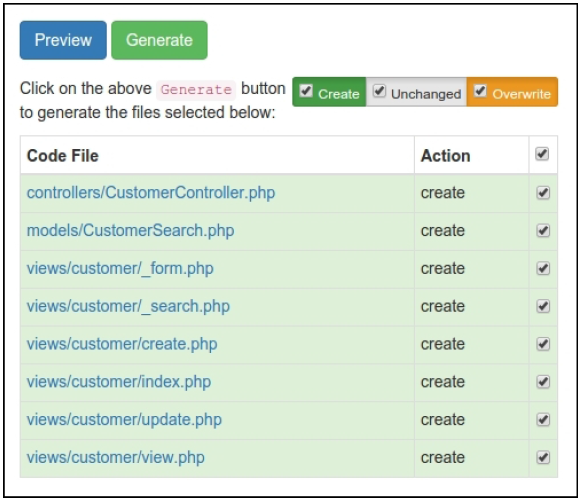 Preview Generate
Click on the above Generate button Create Unchanged Overwrite
to generate the files selected below:
Code File Action
controllers/CustomerController.php create
models/CustomerSearch.php create
views/customer/_form.php create
views/customer/_search.php create
views/customer/create.php create
views/customer/index.php create
views/customer/update.php create
views/customer/view.php create